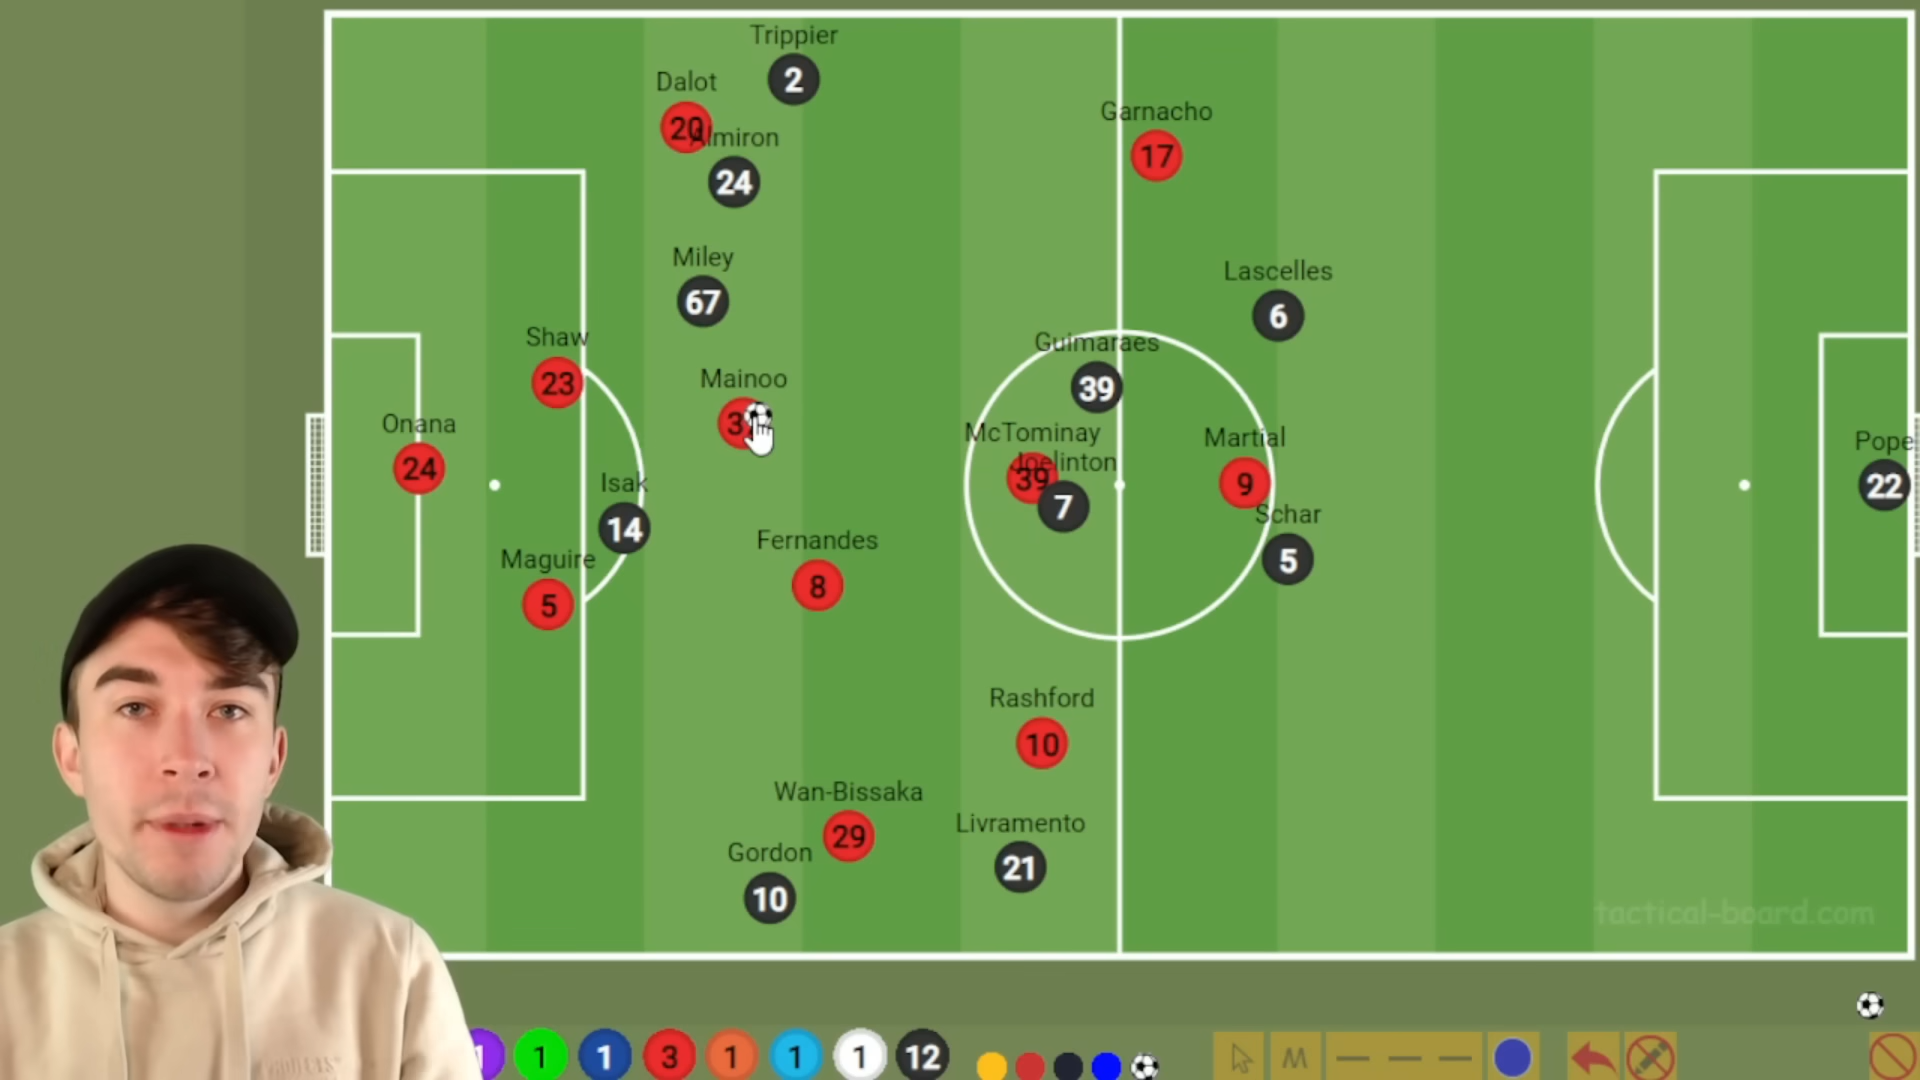 Trippier
2
Dalot
20
Almiron
24
Garnacho
17
Miley
67
Lascelles
6
Shaw
23
Guimaraes
39
Mainoo
Onana
24
McTominay
39
Joelinton
7
Martial
9
Pope
22
Isak
14
Schar
5
Maguire
5
Fernandes
8
Rashford
10
Wan-Bissaka
29
Livramento
21
Gordon
10
tactical-board.com
1
1
1
3
1
1
1
12
M